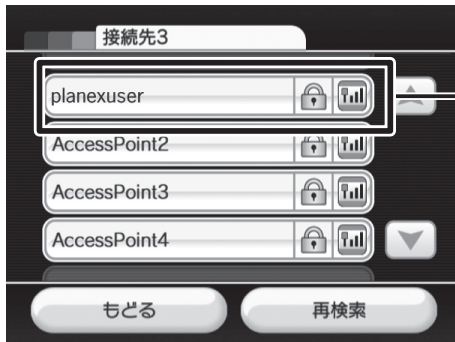 接続先3
planexuser
AccessPoint2
AccessPoint3
AccessPoint4
もどる
再検索